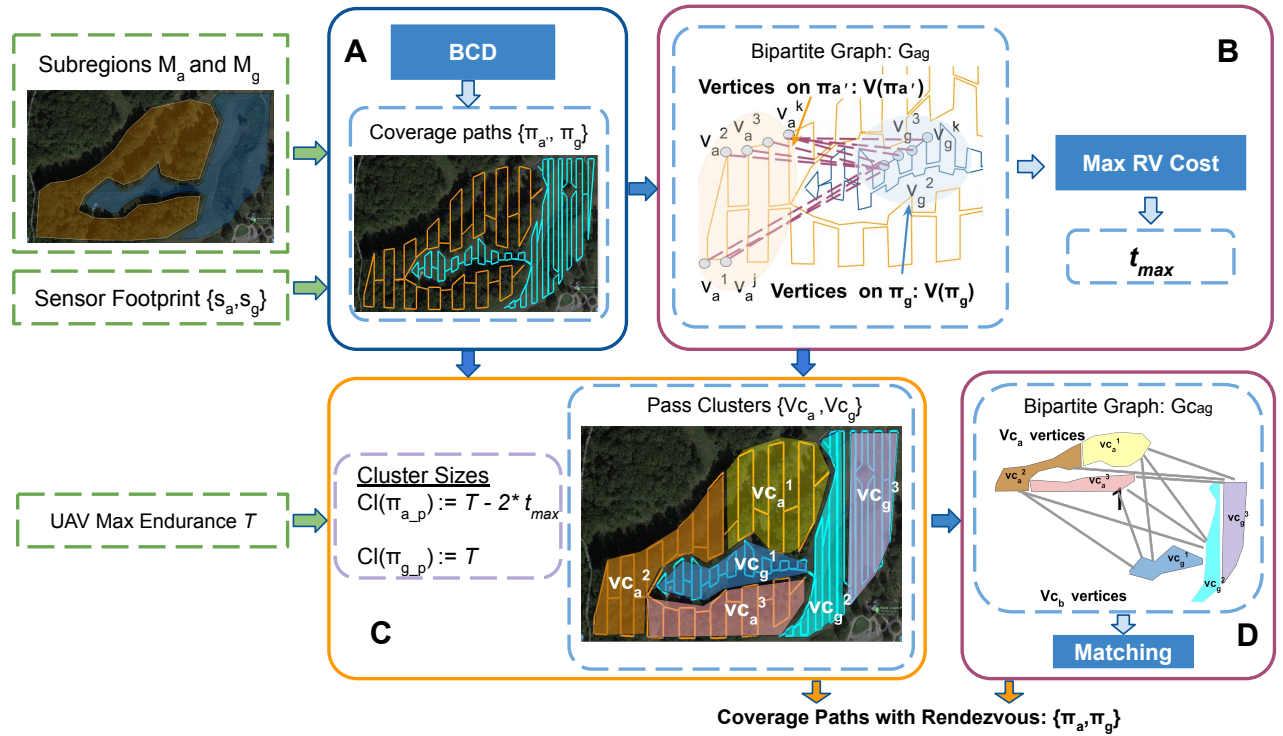 Subregions M_a and M_g
Sensor Footprint {s_a,s_g}
A
BCD
Coverage paths {π_a', π_g}
B
Bipartite Graph: G_ag
Vertices on π_a′: V(π_a′)
v_a^2 v_a^3 v_a^k
v_g^3 v_g^k
v_g^2
v_a^1 v_a^j
Vertices on π_g: V(π_g)
Max RV Cost
t_max
UAV Max Endurance T
Cluster Sizes
Cl(π_a_p) := T - 2* t_max
Cl(π_g_p) := T
C
Pass Clusters {Vc_a ,Vc_g}
vc_a^1
vc_g^3
vc_g^1
vc_a^2
vc_a^3
vc_g^2
Bipartite Graph: Gc_ag
Vc_a vertices
vc_a^1
vc_a^2
vc_a^3
1
vc_g^3
vc_g^1
vc_g^2
Vc_b vertices
D
Matching
Coverage Paths with Rendezvous: {π_a,π_g}